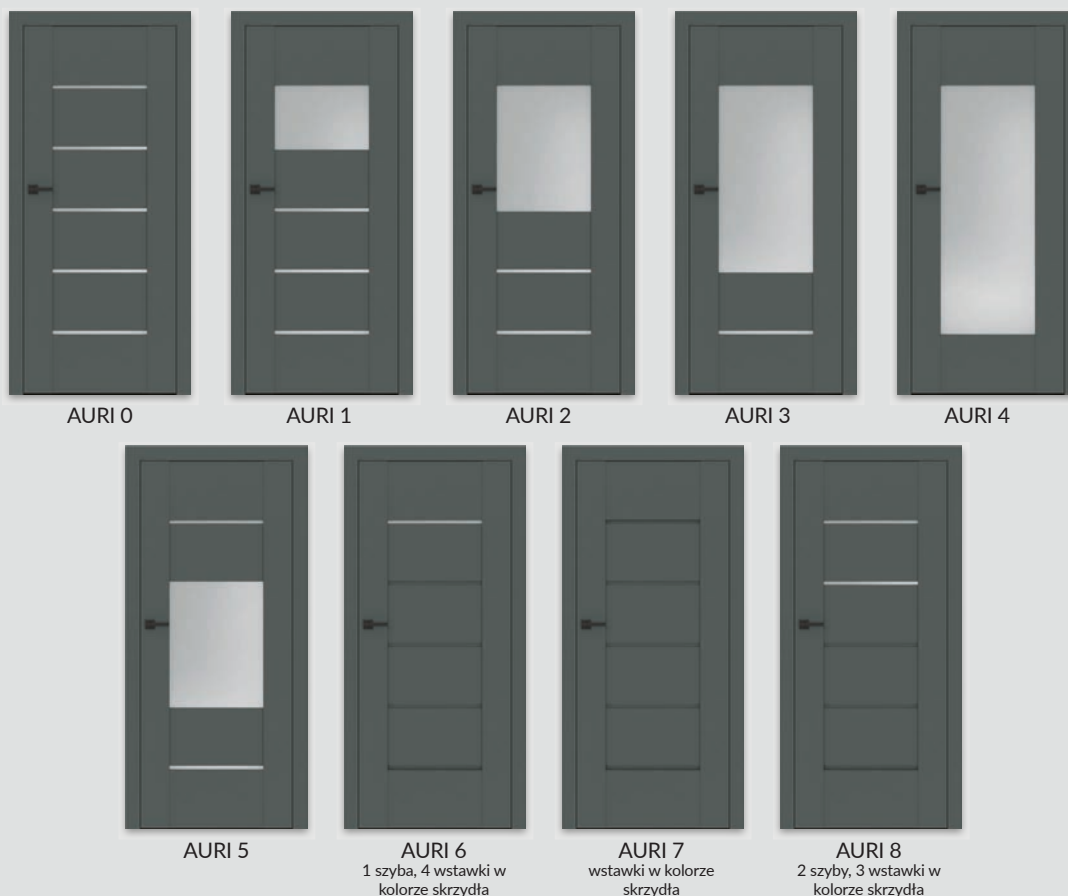 AURI 0
AURI 1
AURI 2
AURI 3
AURI 4
AURI 5
AURI 6
1 szyba, 4 wstawki w
kolorze skrzydła
AURI 7
wstawki w kolorze
skrzydła
AURI 8
2 szyby, 3 wstawki w
kolorze skrzydła